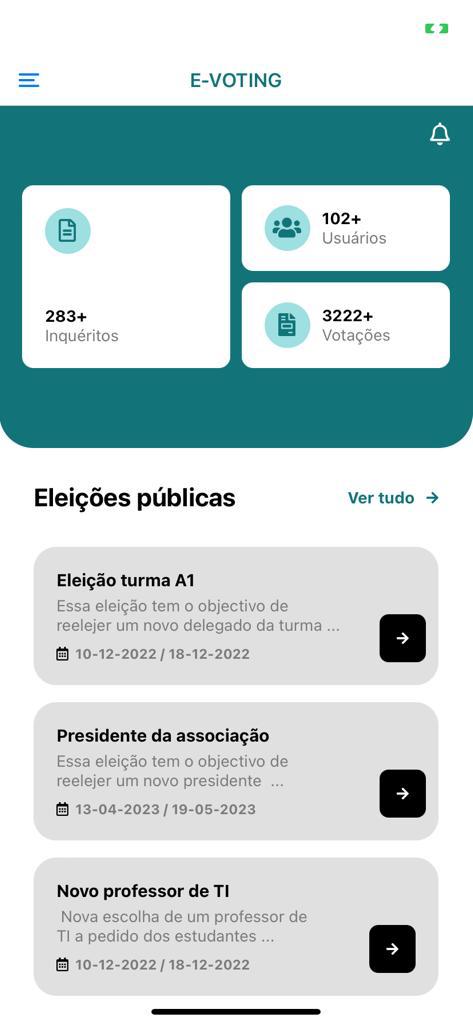 E-VOTING
283+
Inquéritos
102+
Usuários
3222+
Votações
Eleições públicas
Ver tudo
Eleição turma A1
Essa eleição tem o objectivo de
reelejer um novo delegado da turma ...
10-12-2022 / 18-12-2022
Presidente da associação
Essa eleição tem o objectivo de
reelejer um novo presidente ...
13-04-2023 / 19-05-2023
Novo professor de TI
Nova escolha de um professor de
TI a pedido dos estudantes ...
10-12-2022 / 18-12-2022